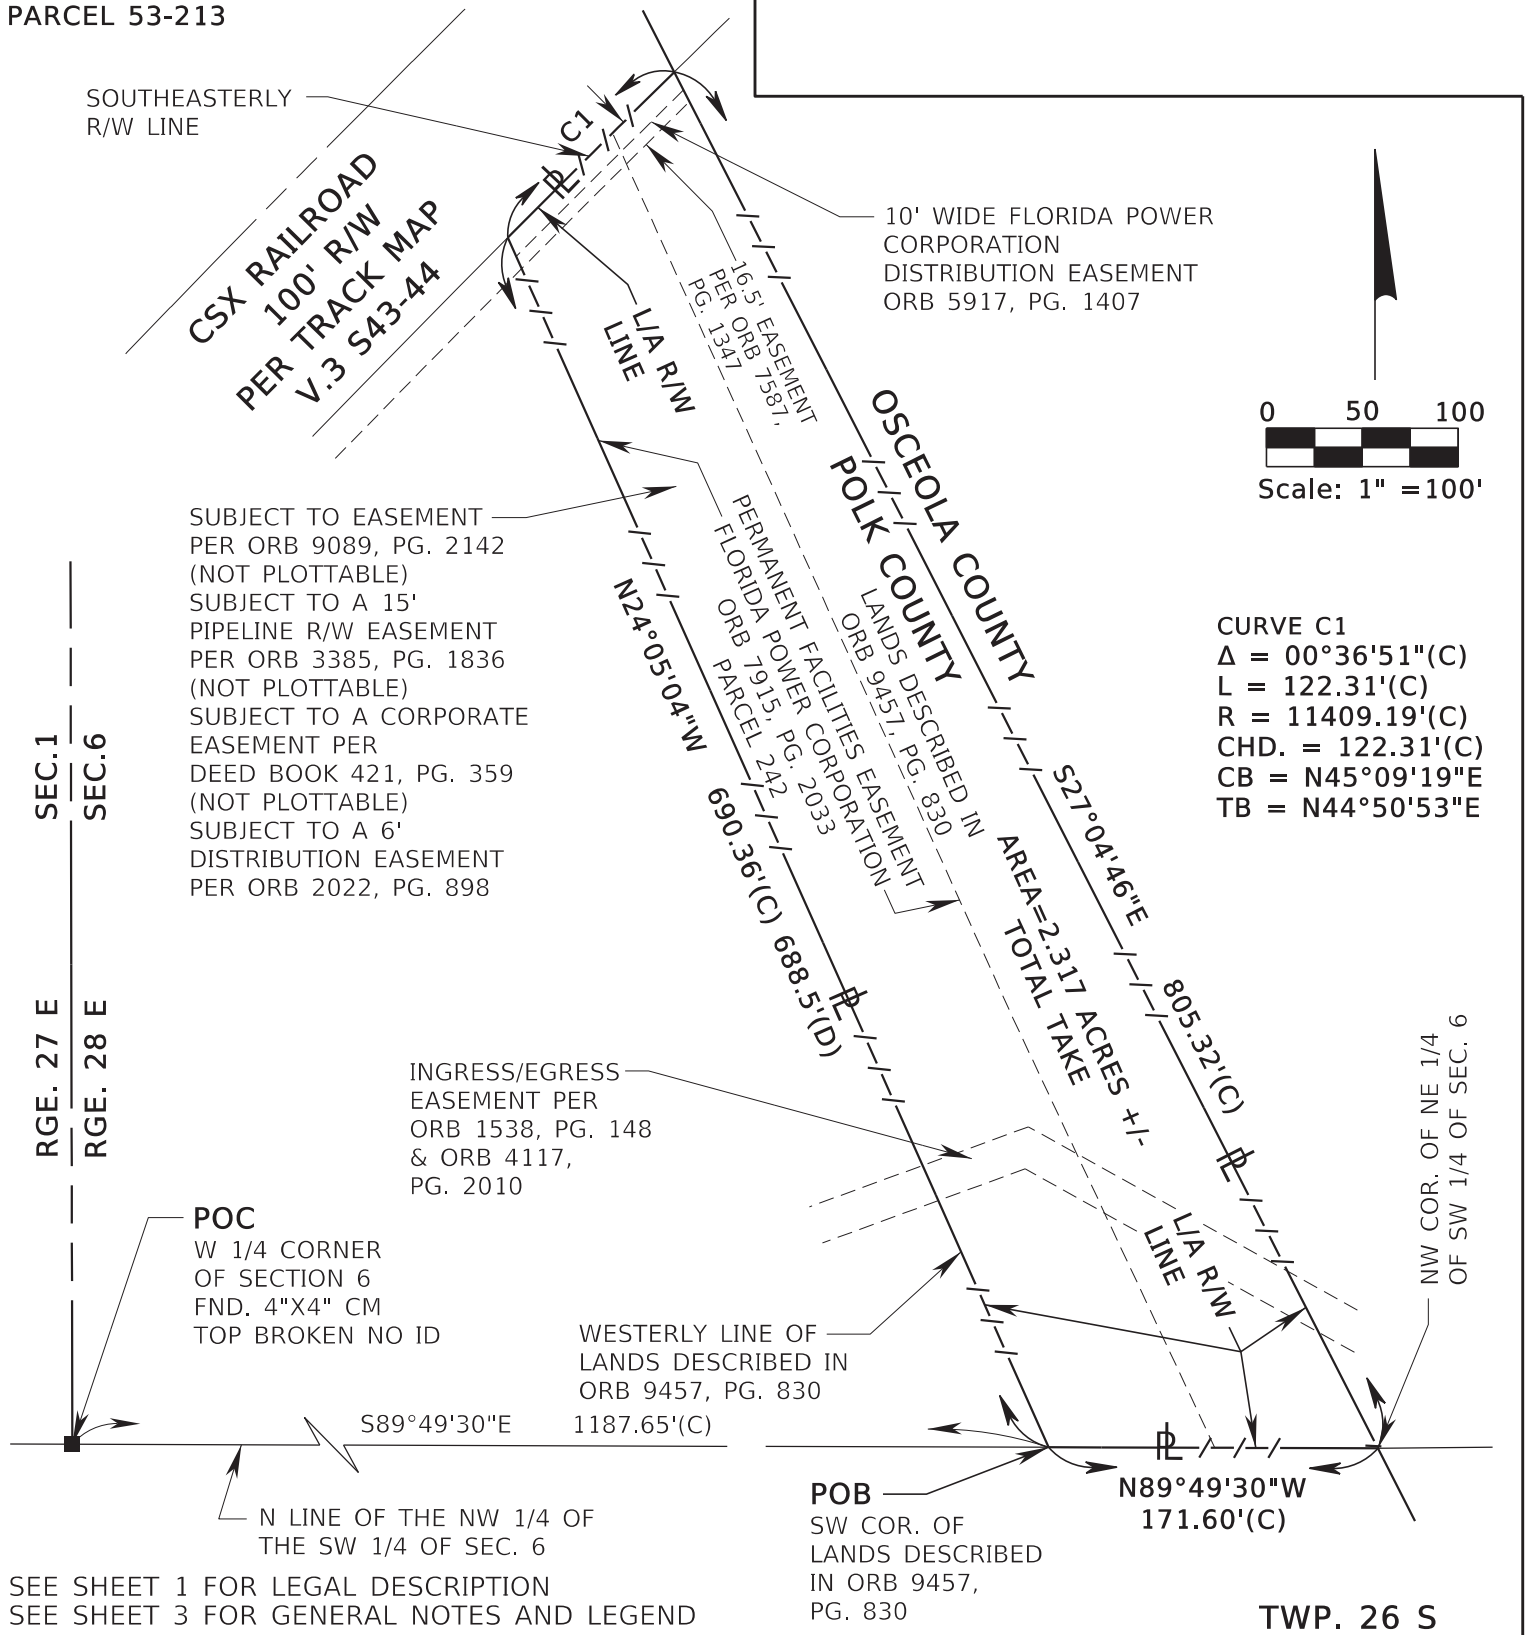 PARCEL 53-213
SOUTHEASTERLY
R/W LINE
C1
PL
CSX RAILROAD
100' R/W
PER TRACK MAP
V.3 S43-44
10' WIDE FLORIDA POWER
CORPORATION
DISTRIBUTION EASEMENT
ORB 5917, PG. 1407
16.5' EASEMENT
PER ORB 7587,
PG. 1347
L/A R/W
LINE
0 50 100
Scale: 1" =100'
OSCEOLA COUNTY
POLK COUNTY
SUBJECT TO EASEMENT
PER ORB 9089, PG. 2142
(NOT PLOTTABLE)
SUBJECT TO A 15'
PIPELINE R/W EASEMENT
PER ORB 3385, PG. 1836
(NOT PLOTTABLE)
SUBJECT TO A CORPORATE
EASEMENT PER
DEED BOOK 421, PG. 359
(NOT PLOTTABLE)
SUBJECT TO A 6'
DISTRIBUTION EASEMENT
PER ORB 2022, PG. 898
PERMANENT FACILITIES EASEMENT
FLORIDA POWER CORPORATION
ORB 7915, PG. 2033
PARCEL 242
LANDS DESCRIBED IN
ORB 9457, PG. 830
N24°05'04"W 690.36'(C) 688.5'(D)
PL
CURVE C1
Δ = 00°36'51"(C)
L = 122.31'(C)
R = 11409.19'(C)
CHD. = 122.31'(C)
CB = N45°09'19"E
TB = N44°50'53"E
S27°04'46"E 805.32'(C)
PL
AREA=2.317 ACRES +/-
TOTAL TAKE
SEC.1
SEC.6
RGE. 27 E
RGE. 28 E
INGRESS/EGRESS
EASEMENT PER
ORB 1538, PG. 148
& ORB 4117,
PG. 2010
NW COR. OF NE 1/4
OF SW 1/4 OF SEC. 6
POC
W 1/4 CORNER
OF SECTION 6
FND. 4"X4" CM
TOP BROKEN NO ID
L/A R/W
LINE
WESTERLY LINE OF
LANDS DESCRIBED IN
ORB 9457, PG. 830
S89°49'30"E 1187.65'(C)
PL
N89°49'30"W
171.60'(C)
POB
SW COR. OF
LANDS DESCRIBED
IN ORB 9457,
PG. 830
N LINE OF THE NW 1/4 OF
THE SW 1/4 OF SEC. 6
SEE SHEET 1 FOR LEGAL DESCRIPTION
SEE SHEET 3 FOR GENERAL NOTES AND LEGEND
TWP. 26 S